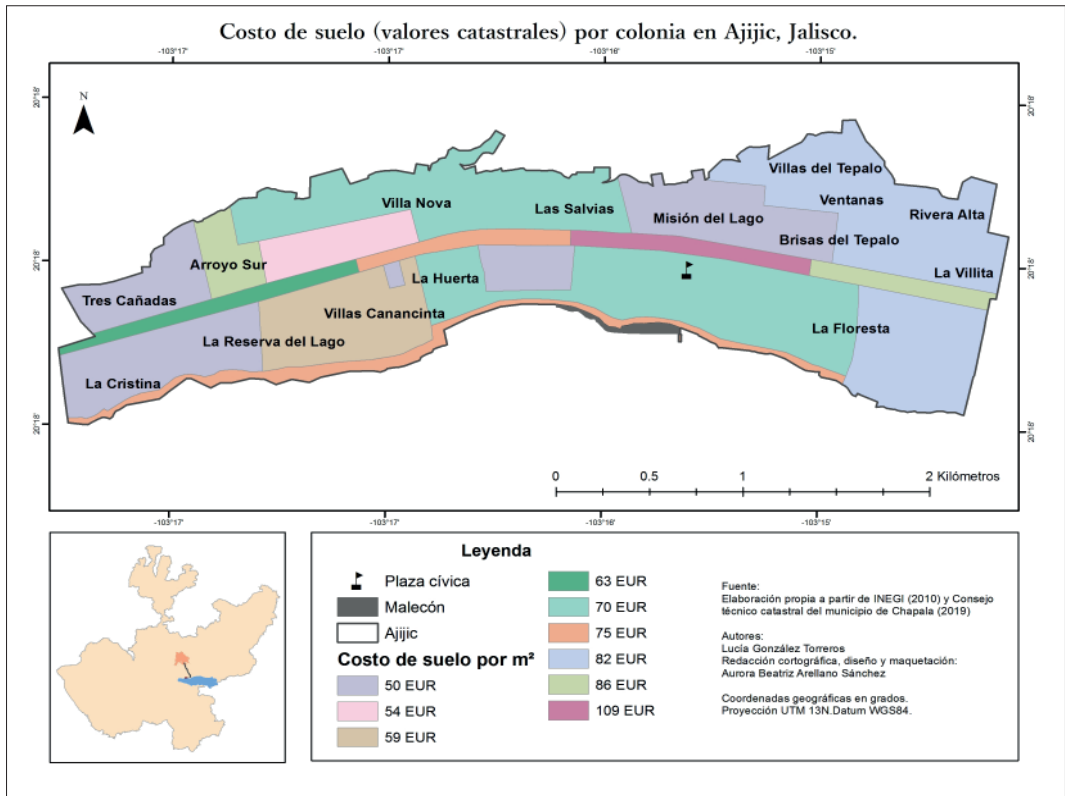 Costo de suelo (valores catastrales) por colonia en Ajijic, Jalisco.
-103°17'
-103°17'
-103°16'
-103°15'
20°18'
20°18'
N
20°18'
20°18'
20°18'
20°18'
Villas del Tepalo
Ventanas
Villa Nova
Las Salvias
Misión del Lago
Rivera Alta
Brisas del Tepalo
Arroyo Sur
La Huerta
La Villita
Tres Cañadas
Villas Canancinta
La Floresta
La Reserva del Lago
La Cristina
0
0.5
1
2 Kilómetros
-103°17'
-103°17'
-103°16'
-103°15'
Leyenda
Plaza cívica
Malecón
Ajijic
Costo de suelo por m²
50 EUR
54 EUR
59 EUR
63 EUR
70 EUR
75 EUR
82 EUR
86 EUR
109 EUR
Fuente:
Elaboración propia a partir de INEGI (2010) y Consejo
técnico catastral del municipio de Chapala (2019)
Autores:
Lucía González Torreros
Redacción cortográfica, diseño y maquetación:
Aurora Beatriz Arellano Sánchez
Coordenadas geográficas en grados.
Proyección UTM 13N.Datum WGS84.